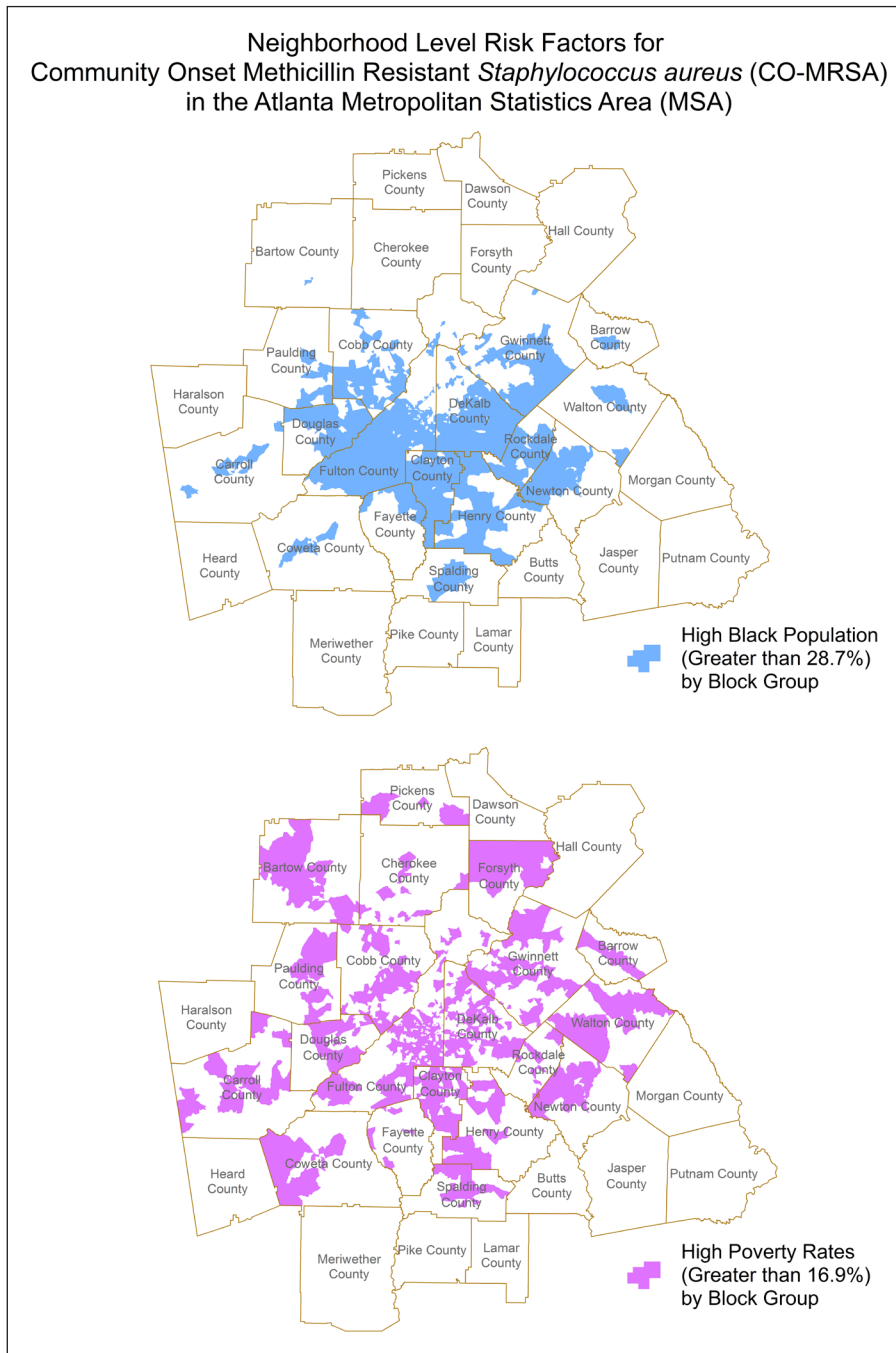 Neighborhood Level Risk Factors for
Community Onset Methicillin Resistant Staphylococcus aureus (CO-MRSA)
in the Atlanta Metropolitan Statistics Area (MSA)
Pickens
County
Dawson
County
Hall County
Bartow County
Cherokee
County
Forsyth
County
Paulding
County
Cobb County
Gwinnett
County
Barrow
County
Haralson
County
Douglas
County
DeKalb
County
Walton County
Carroll
County
Fulton County
Clayton
County
Rockdale
County
Newton County
Morgan County
Fayette
County
Henry County
Heard
County
Coweta County
Spalding
County
Butts
County
Jasper
County
Putnam County
Meriwether
County
Pike County
Lamar
County
High Black Population
(Greater than 28.7%)
by Block Group
Pickens
County
Dawson
County
Hall County
Bartow County
Cherokee
County
Forsyth
County
Paulding
County
Cobb County
Gwinnett
County
Barrow
County
Haralson
County
Douglas
County
DeKalb
County
Walton County
Carroll
County
Fulton County
Clayton
County
Rockdale
County
Newton County
Morgan County
Fayette
County
Henry County
Heard
County
Coweta County
Spalding
County
Butts
County
Jasper
County
Putnam County
Meriwether
County
Pike County
Lamar
County
High Poverty Rates
(Greater than 16.9%)
by Block Group